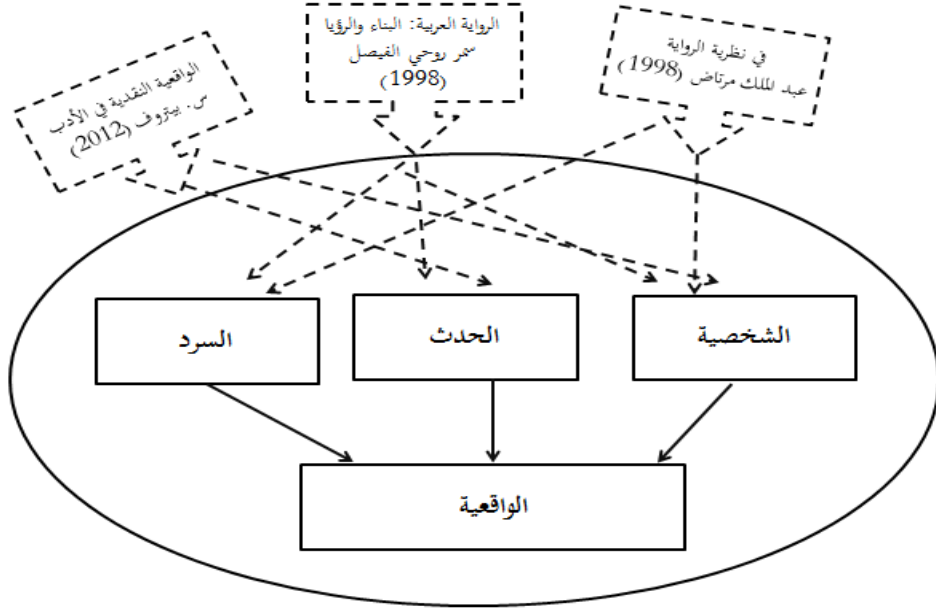 في نظرية الرواية
عبد الملك مرتاض (1998)
الرواية العربية: البناء والرؤيا
سمر روحي الفيصل
(1998)
الواقعية النقدية في الأدب
س. بيتروف (2012)
الشخصية
الحدث
السرد
الواقعية